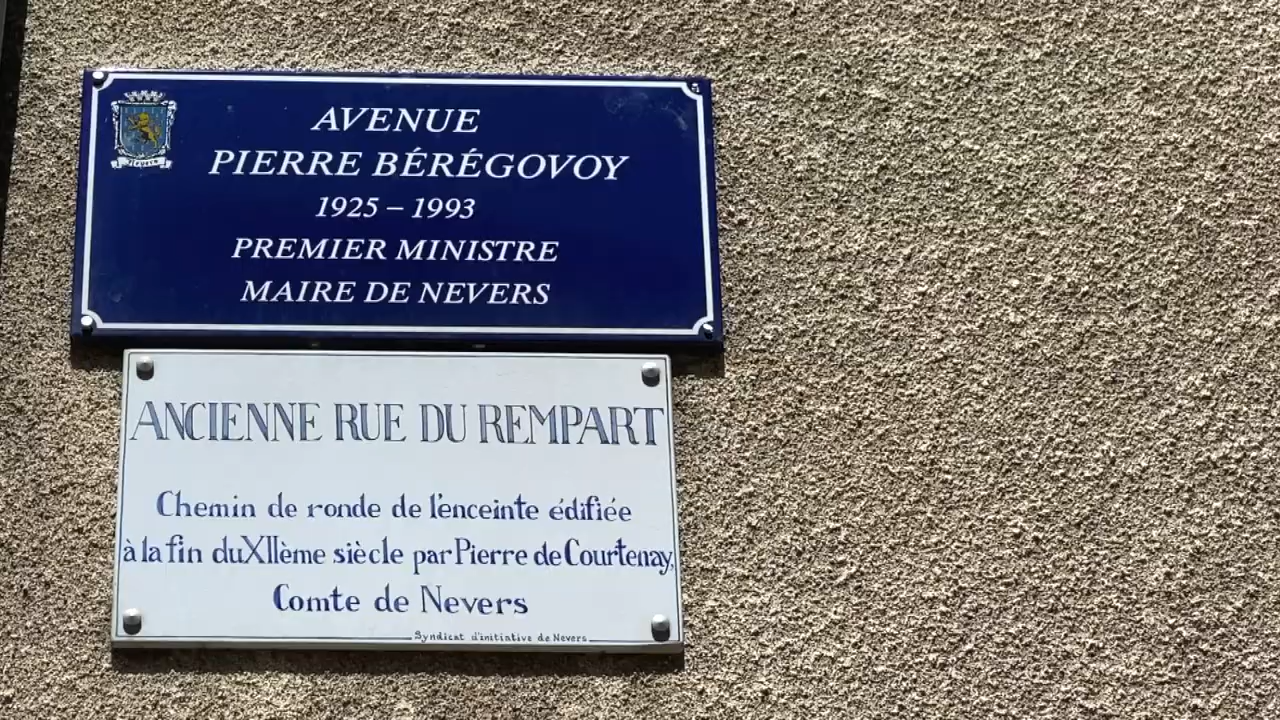 Nevers
AVENUE
PIERRE BÉRÉGOVOY
1925 – 1993
PREMIER MINISTRE
MAIRE DE NEVERS
ANCIENNE RUE DU REMPART
Chemin de ronde de l'enceinte édifiée
à la fin du XIIème siècle par Pierre de Courtenay,
Comte de Nevers
Syndicat d'initiative de Nevers